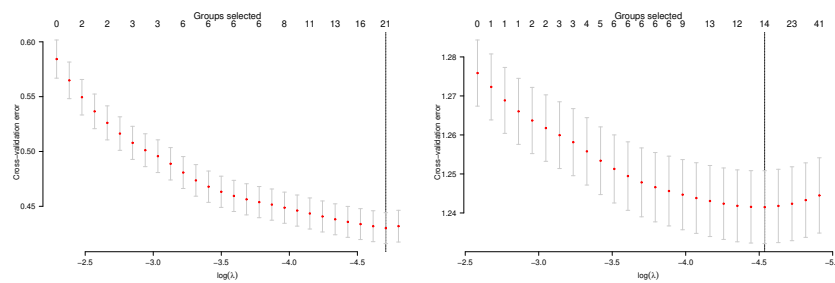 Groups selected
0 2 2 3 3 3 6 6 6 6 8 11 13 16 21
0.60
0.55
0.50
0.45
Cross−validation error
−2.5 −3.0 −3.5 −4.0 −4.5
log(λ)
Groups selected
0 1 1 1 2 2 3 3 4 5 6 6 6 6 6 9 13 12 14 23 41
1.28
1.27
1.26
1.25
1.24
Cross−validation error
−2.5 −3.0 −3.5 −4.0 −4.5 −5.
log(λ)